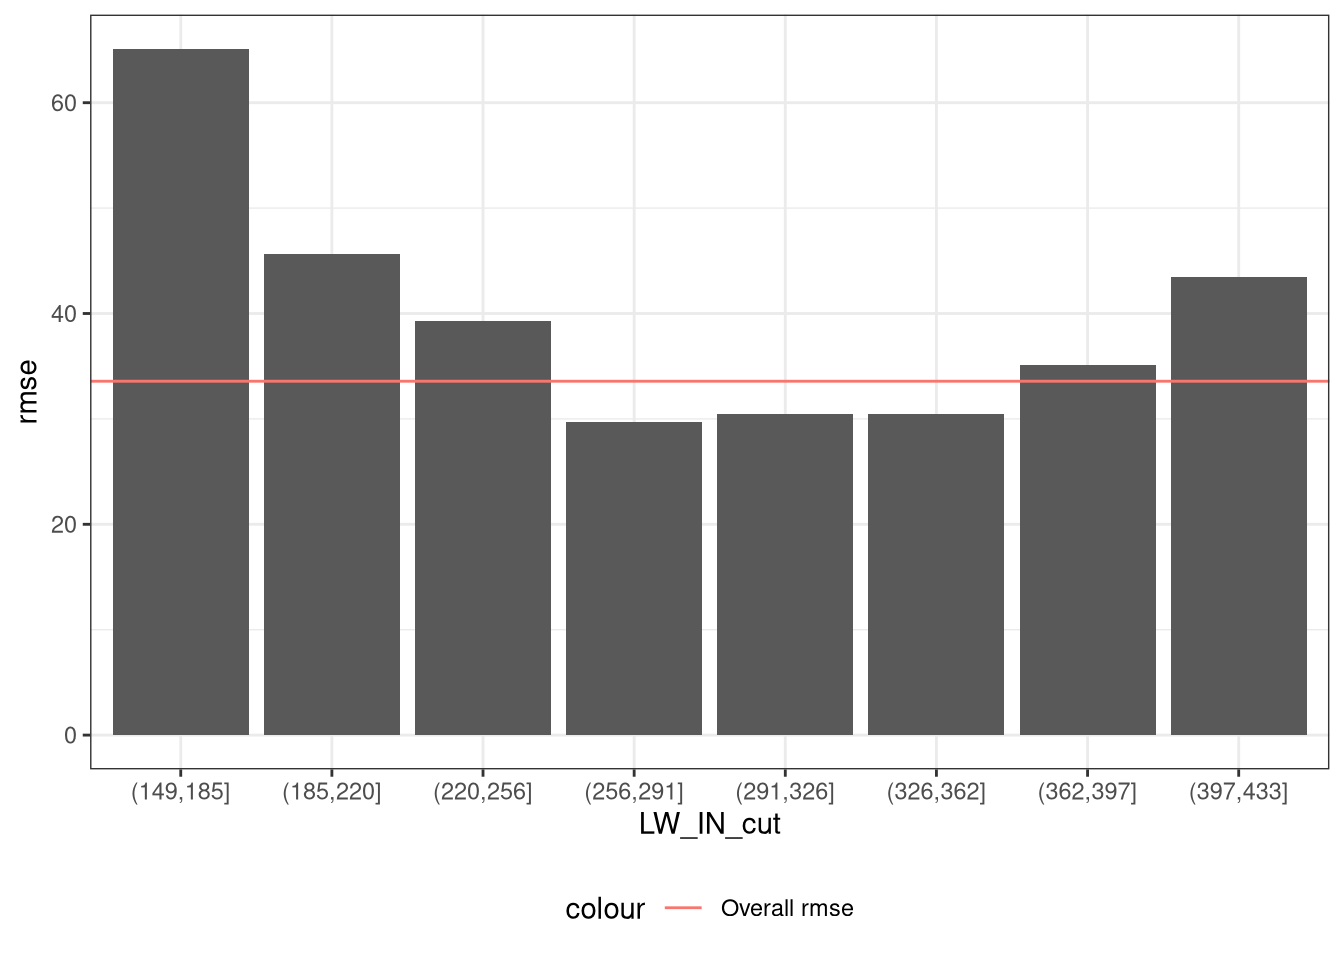 60
40
20
0
rmse
(149,185] (185,220] (220,256] (256,291] (291,326] (326,362] (362,397] (397,433]
LW_IN_cut
colour Overall rmse